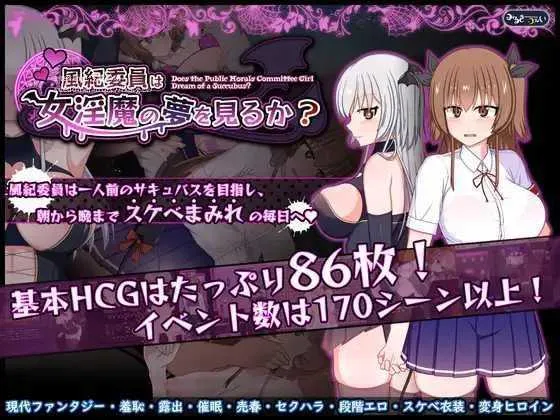 みるきーぷい
風紀委員は
Does the Public Morals Committee Girl
Dream of a Succubus?
女淫魔の夢を見るか?
風紀委員は一人前のサキュバスを目指し、
朝から晩までスケベまみれの毎日へ♥
基本HCGはたっぷり86枚!
イベント数は170シーン以上!
現代ファンタジー・羞恥・露出・催眠・売春・セクハラ・段階エロ・スケベ衣装・変身ヒロイン